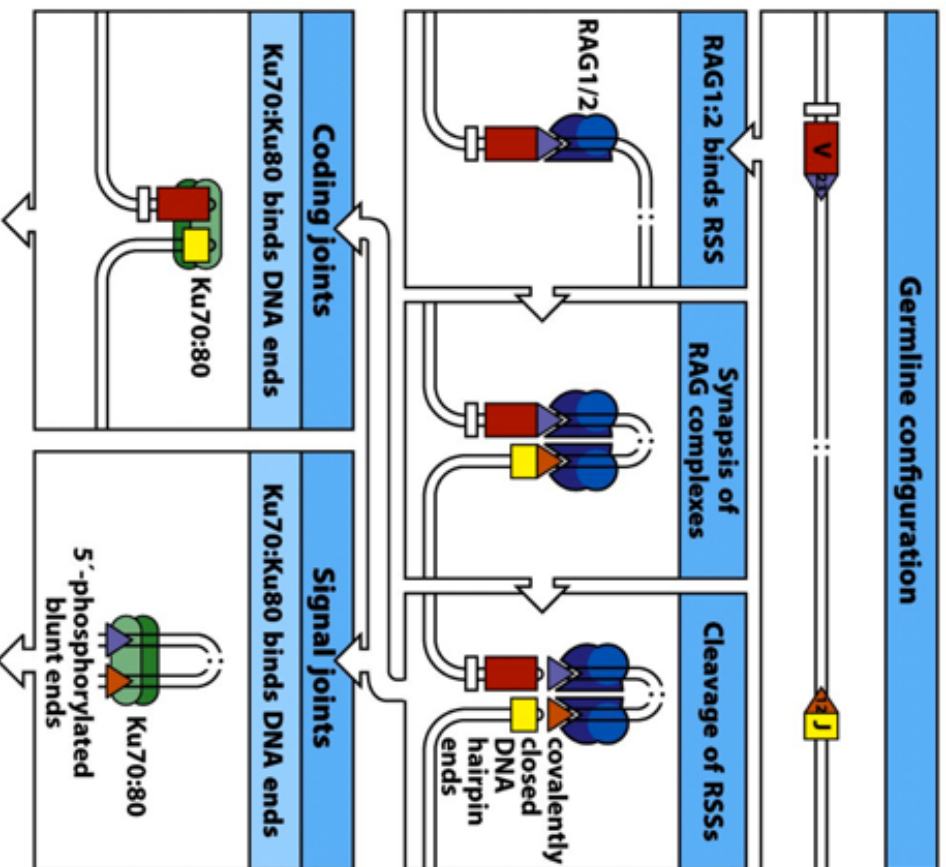 Germline configuration
V
23
12
J
RAG1:2 binds RSS
RAG1/2
Synapsis of
RAG complexes
Cleavage of RSSs
covalently
closed
DNA
hairpin
ends
Coding joints
Ku70:Ku80 binds DNA ends
Ku70:80
Signal joints
Ku70:Ku80 binds DNA ends
Ku70:80
5′-phosphorylated
blunt ends